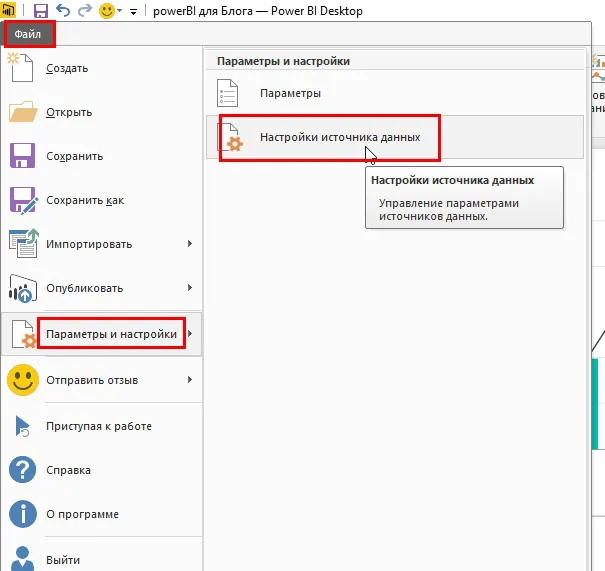 powerBI для Блога — Power BI Desktop
Файл
Создать
Открыть
Сохранить
Сохранить как
Импортировать
Опубликовать
Параметры и настройки
Отправить отзыв
Приступая к работе
Справка
О программе
Выйти
Параметры и настройки
Параметры
Настройки источника данных
Настройки источника данных
Управление параметрами
источников данных.